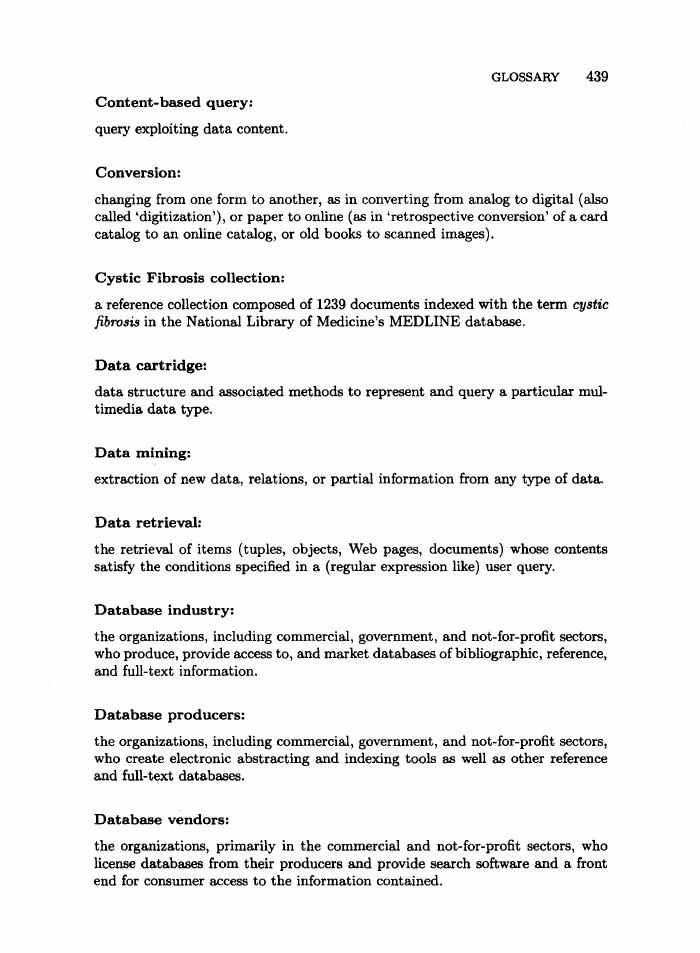 GLOSSARY 439
Content-based query:
query exploiting data content.
Conversion:
changing from one form to another, as in converting from analog to digital (also
called ‘digitization’), or paper to online (as in ‘retrospective conversion’ of a card
catalog to an online catalog, or old books to scanned images).
Cystic Fibrosis collection:
a reference collection composed of 1239 documents indexed with the term cystic
fibrosis in the National Library of Medicine's MEDLINE database.
Data cartridge:
data structure and associated methods to represent and query a particular mul-
timedia data type.
Data mining:
extraction of new data, relations, or partial information from any type of data.
Data retrieval:
the retrieval of items (tuples, objects, Web pages, documents) whose contents
satisfy the conditions specified in a (regular expression like) user query.
Database industry:
the organizations, including commercial, government, and not-for-profit sectors,
who produce, provide access to, and market databases of bibliographic, reference,
and full-text information.
Database producers:
the organizations, including commercial, government, and not-for-profit sectors,
who create electronic abstracting and indexing tools as well as other reference
and full-text databases.
Database vendors:
the organizations, primarily in the commercial and not-for-profit sectors, who
license databases from their producers and provide search software and a front
end for consumer access to the information contained.